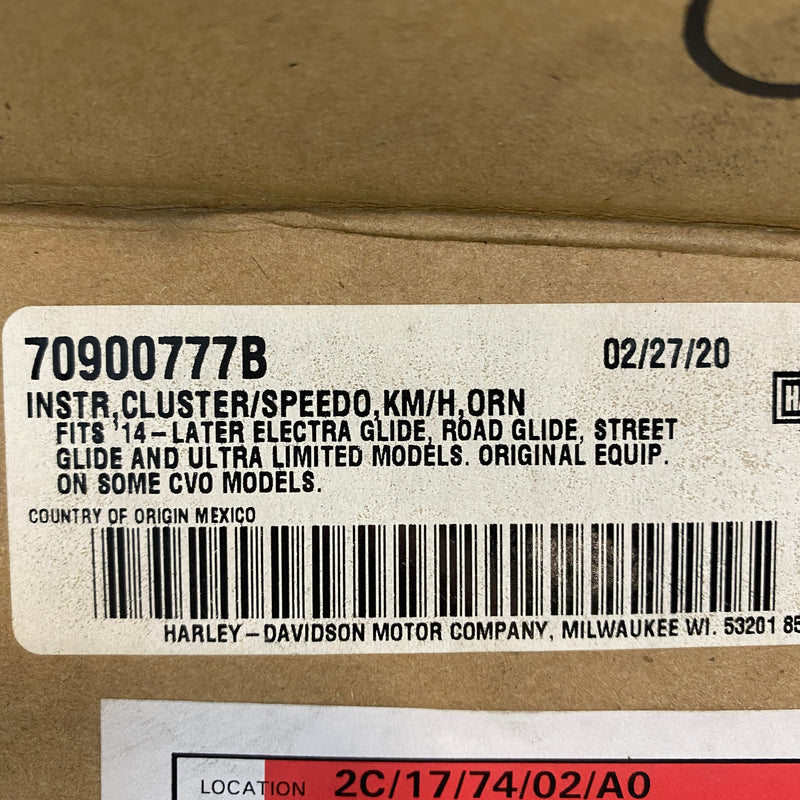 70900777B 02/27/20
INSTR,CLUSTER/SPEEDO,KM/H,ORN
FITS '14-LATER ELECTRA GLIDE, ROAD GLIDE, STREET
GLIDE AND ULTRA LIMITED MODELS. ORIGINAL EQUIP.
ON SOME CVO MODELS.
COUNTRY OF ORIGIN MEXICO
HARLEY-DAVIDSON MOTOR COMPANY, MILWAUKEE WI. 53201
LOCATION 2C/17/74/02/A0